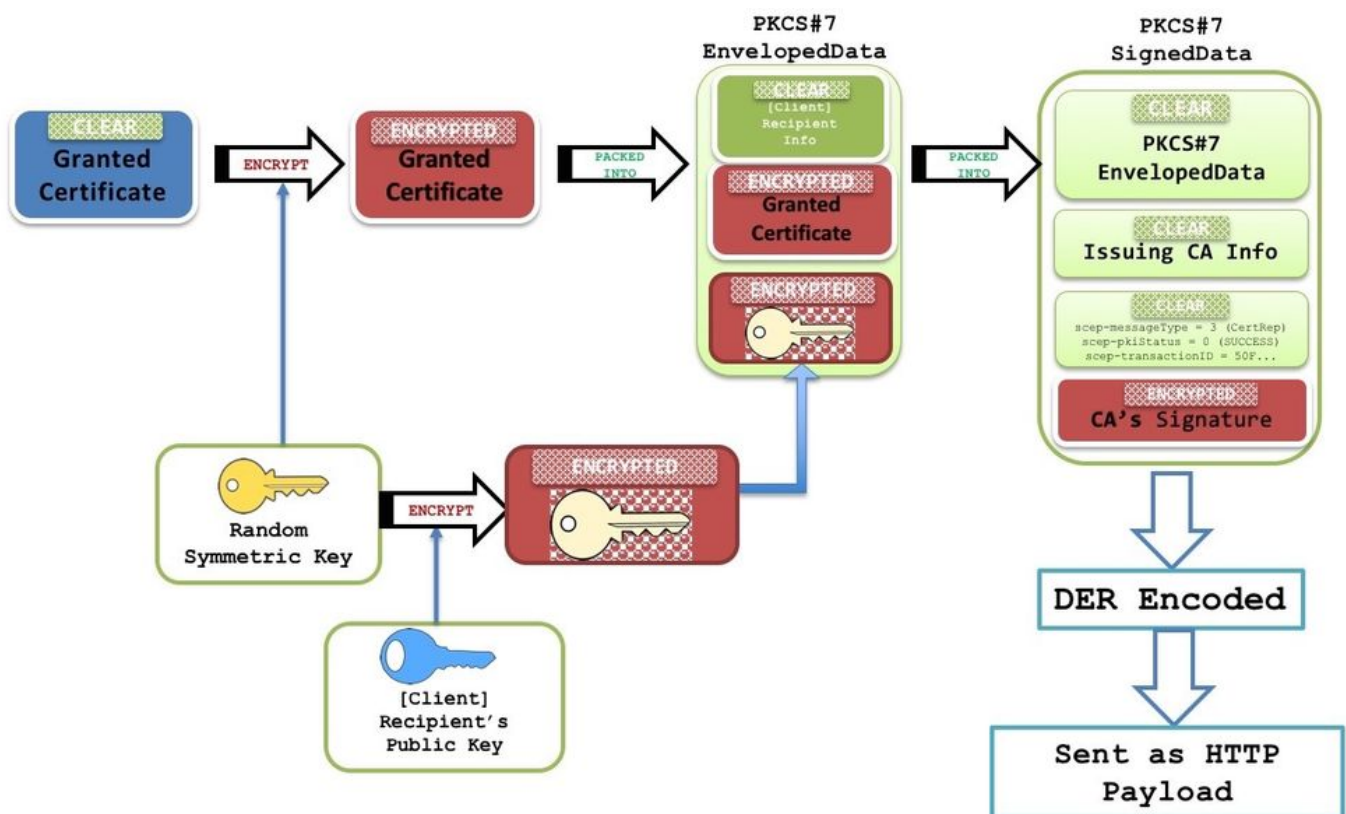 PKCS#7
EnvelopedData
PKCS#7
SignedData
CLEAR
Granted
Certificate
ENCRYPT
ENCRYPTED
Granted
Certificate
PACKED
INTO
CLEAR
[Client]
Recipient
Info
ENCRYPTED
Granted
Certificate
ENCRYPTED
PACKED
INTO
CLEAR
PKCS#7
EnvelopedData
CLEAR
Issuing CA Info
CLEAR
scep-messageType = 3 (CertRep)
scep-pkiStatus = 0 (SUCCESS)
scep-transactionID = 50F...
ENCRYPTED
CA's Signature
Random
Symmetric Key
ENCRYPT
ENCRYPTED
[Client]
Recipient's
Public Key
DER Encoded
Sent as HTTP
Payload